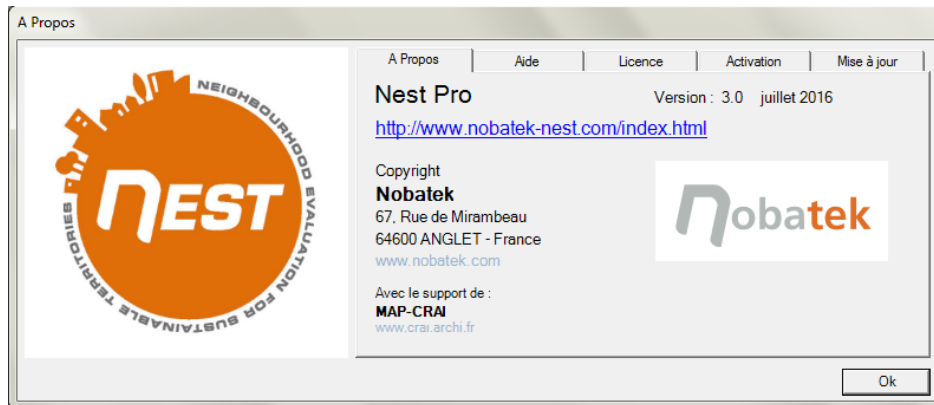 A Propos
NEIGHBOURHOOD EVALUATION FOR SUSTAINABLE TERRITORIES
nEST
A Propos
Aide
Licence
Activation
Mise à jour
Nest Pro
Version : 3.0 juillet 2016
http://www.nobatek-nest.com/index.html
Copyright
Nobatek
67, Rue de Mirambeau
64600 ANGLET - France
www.nobatek.com
nobatek
Avec le support de :
MAP-CRAI
www.crai.archi.fr
Ok